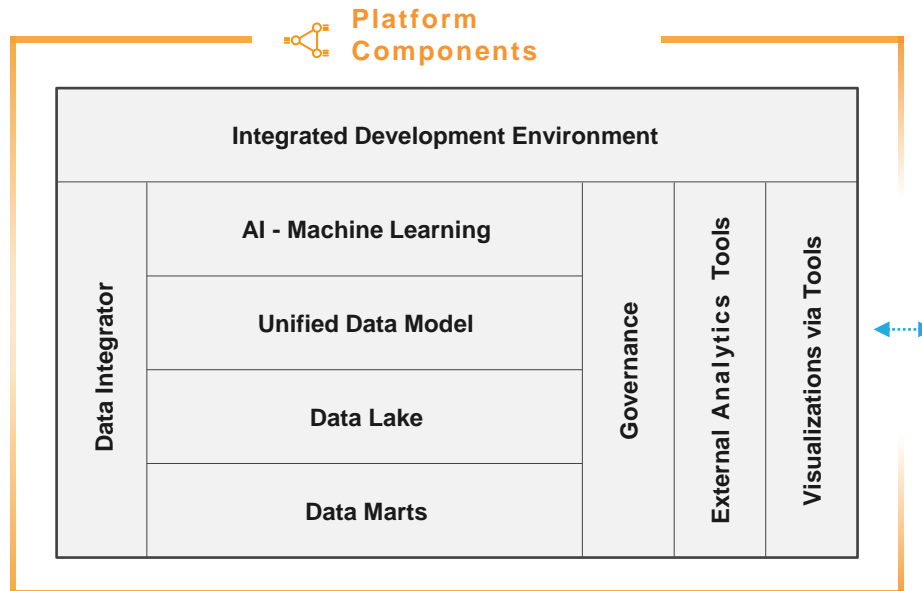 Platform
Components
Integrated Development Environment
Data Integrator
AI - Machine Learning
Unified Data Model
Data Lake
Data Marts
Governance
External Analytics Tools
Visualizations via Tools